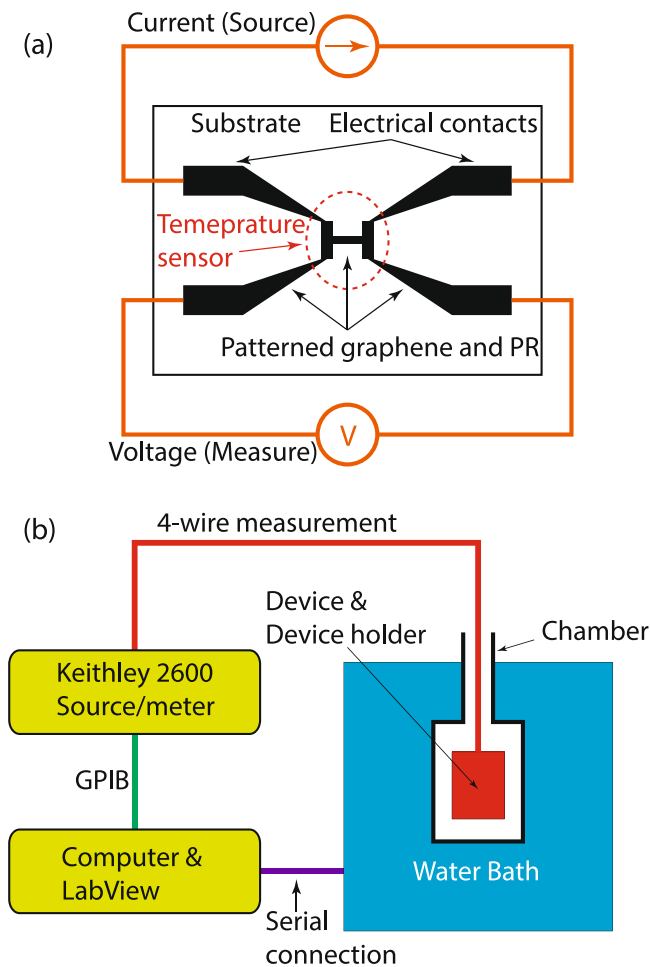 (a)
Current (Source)
Substrate
Electrical contacts
Temeprature
sensor
Patterned graphene and PR
V
Voltage (Measure)
(b)
4-wire measurement
Device &
Device holder
Chamber
Keithley 2600
Source/meter
GPIB
Computer &
LabView
Water Bath
Serial
connection